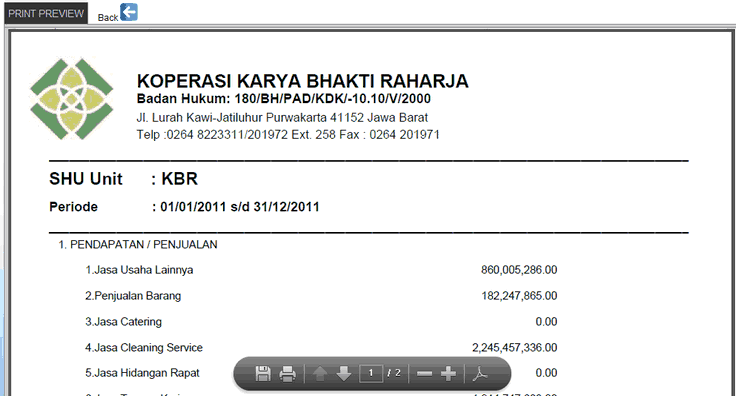 PRINT PREVIEW Back
KOPERASI KARYA BHAKTI RAHARJA
Badan Hukum: 180/BH/PAD/KDK/-10.10/V/2000
Jl. Lurah Kawi-Jatiluhur Purwakarta 41152 Jawa Barat
Telp :0264 8223311/201972 Ext. 258 Fax : 0264 201971
SHU Unit : KBR
Periode : 01/01/2011 s/d 31/12/2011
1. PENDAPATAN / PENJUALAN
1.Jasa Usaha Lainnya 860,005,286.00
2.Penjualan Barang 182,247,865.00
3.Jasa Catering 0.00
4.Jasa Cleaning Service 2,245,457,336.00
5.Jasa Hidangan Rapat 0.00
1 / 2